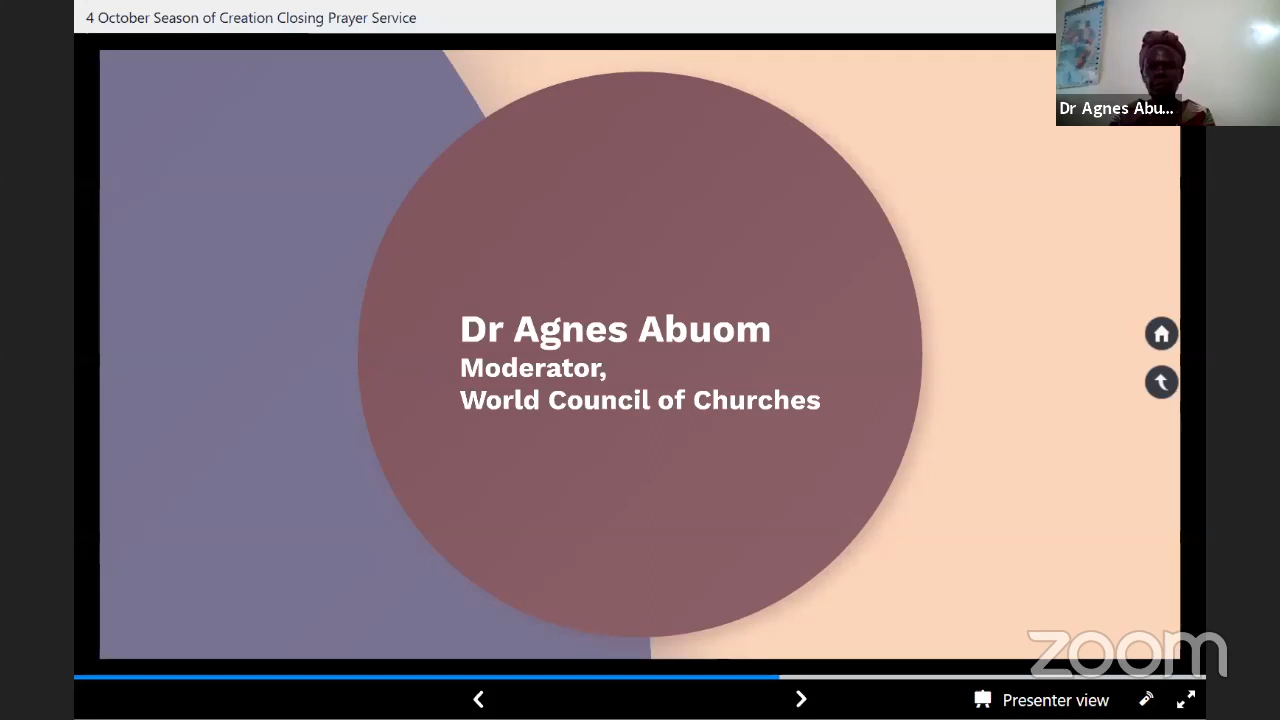 4 October Season of Creation Closing Prayer Service
Dr Agnes Abu...
Dr Agnes Abuom
Moderator,
World Council of Churches
zoom
Presenter view